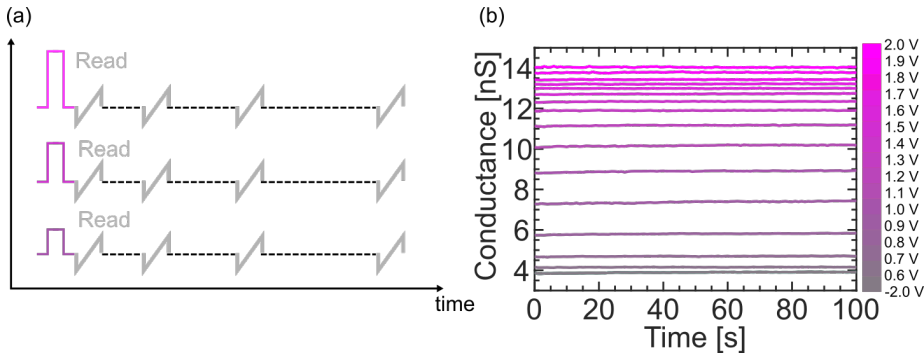 (a)
Read
Read
Read
time
(b)
Conductance [nS]
14
12
10
8
6
4
0 20 40 60 80 100
Time [s]
2.0 V
1.9 V
1.9 V
1.8 V
1.7 V
1.6 V
1.5 V
1.4 V
1.3 V
1.2 V
1.1 V
1.0 V
0.9 V
0.8 V
0.7 V
0.6 V
-2.0 V